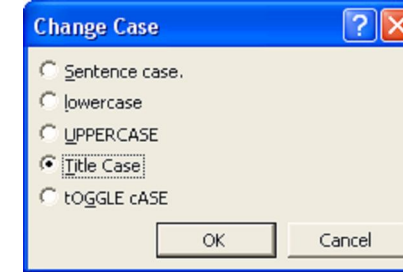 Change Case
Sentence case.
lowercase
UPPERCASE
Title Case
tOGGLE cASE
OK Cancel